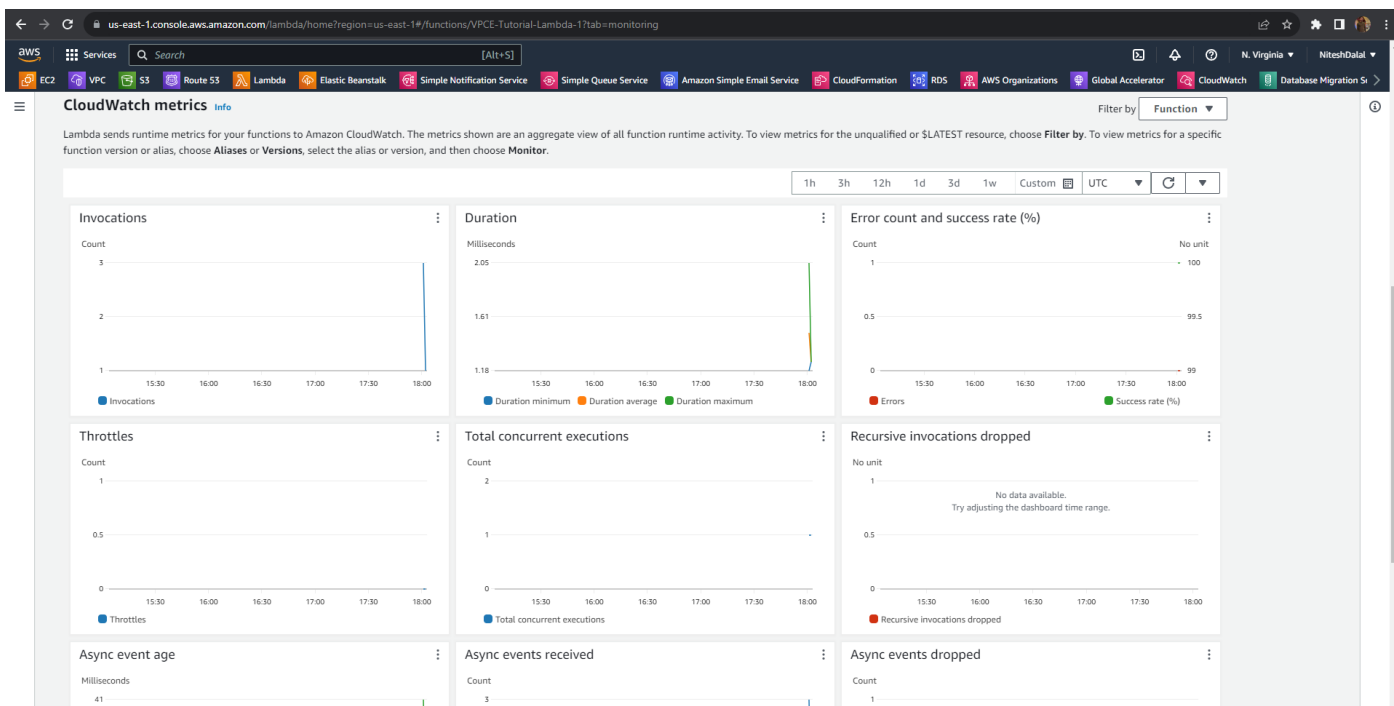 us-east-1.console.aws.amazon.com/lambda/home?region=us-east-1#/functions/VPCE-Tutorial-Lambda-1?tab=monitoring
aws Services Search [Alt+S] N. Virginia ▼ NiteshDalal ▼
EC2 VPC S3 Route 53 Lambda Elastic Beanstalk Simple Notification Service Simple Queue Service Amazon Simple Email Service CloudFormation RDS AWS Organizations Global Accelerator CloudWatch Database Migration S
CloudWatch metrics Info
Filter by Function ▼
Lambda sends runtime metrics for your functions to Amazon CloudWatch. The metrics shown are an aggregate view of all function runtime activity. To view metrics for the unqualified or $LATEST resource, choose Filter by. To view metrics for a specific
function version or alias, choose Aliases or Versions, select the alias or version, and then choose Monitor.
1h 3h 12h 1d 3d 1w Custom UTC ▼
Invocations
Count
3
2
1
15:30 16:00 16:30 17:00 17:30 18:00
Invocations
Duration
Milliseconds
2.05
1.61
1.18
15:30 16:00 16:30 17:00 17:30 18:00
Duration minimum Duration average Duration maximum
Error count and success rate (%)
Count No unit
1 100
0.5 99.5
0 99
15:30 16:00 16:30 17:00 17:30 18:00
Errors Success rate (%)
Throttles
Count
1
0.5
0
15:30 16:00 16:30 17:00 17:30 18:00
Throttles
Total concurrent executions
Count
2
1
0
15:30 16:00 16:30 17:00 17:30 18:00
Total concurrent executions
Recursive invocations dropped
No unit
1
No data available.
Try adjusting the dashboard time range.
0.5
0
15:30 16:00 16:30 17:00 17:30 18:00
Recursive invocations dropped
Async event age
Milliseconds
41
Async events received
Count
3
Async events dropped
Count
1